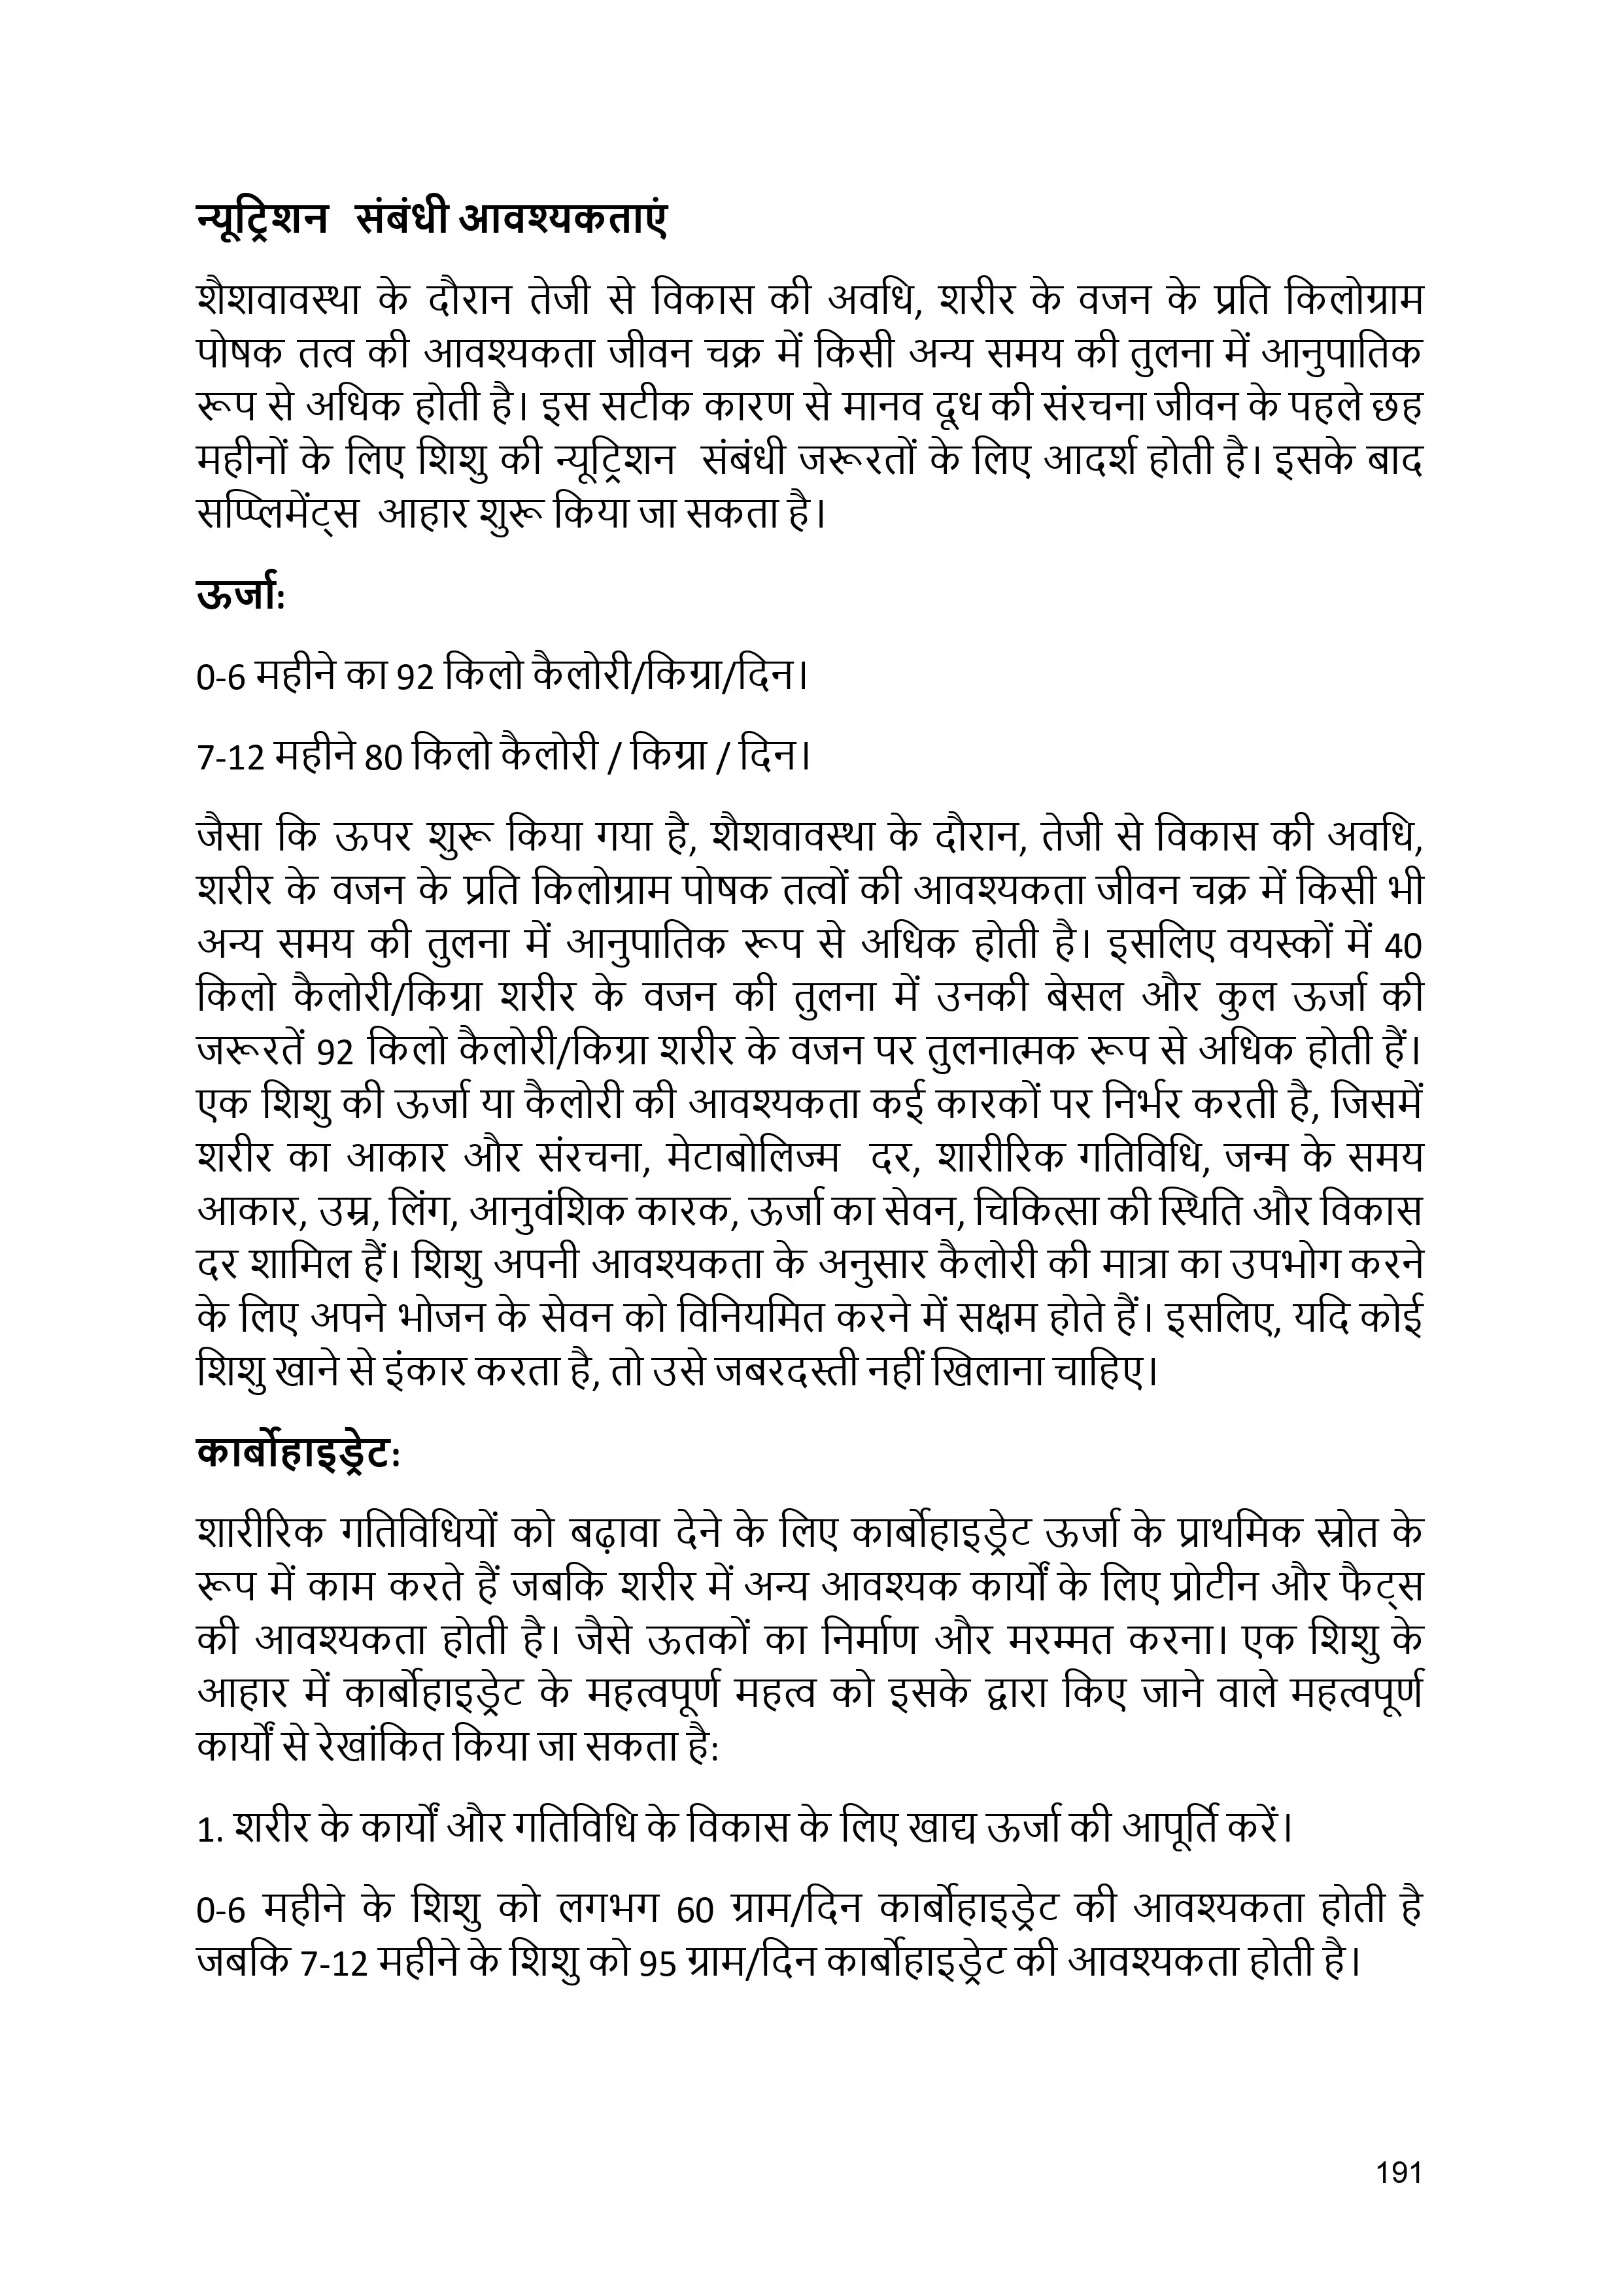 न्यूट्रिशन संबंधी आवश्यकताएं
शैशवावस्था के दौरान तेजी से विकास की अवधि, शरीर के वजन के प्रति किलोग्राम
पोषक तत्व की आवश्यकता जीवन चक्र में किसी अन्य समय की तुलना में आनुपातिक
रूप से अधिक होती है। इस सटीक कारण से मानव दूध की संरचना जीवन के पहले छह
महीनों के लिए शिशु की न्यूट्रिशन संबंधी जरूरतों के लिए आदर्श होती है। इसके बाद
सप्प्लिमेंट्स आहार शुरू किया जा सकता है।
ऊर्जा:
0-6 महीने का 92 किलो कैलोरी/किग्रा/दिन।
7-12 महीने 80 किलो कैलोरी / किग्रा / दिन।
जैसा कि ऊपर शुरू किया गया है, शैशवावस्था के दौरान, तेजी से विकास की अवधि,
शरीर के वजन के प्रति किलोग्राम पोषक तत्वों की आवश्यकता जीवन चक्र में किसी भी
अन्य समय की तुलना में आनुपातिक रूप से अधिक होती है। इसलिए वयस्कों में 40
किलो कैलोरी/किग्रा शरीर के वजन की तुलना में उनकी बेसल और कुल ऊर्जा की
जरूरतें 92 किलो कैलोरी/किग्रा शरीर के वजन पर तुलनात्मक रूप से अधिक होती हैं।
एक शिशु की ऊर्जा या कैलोरी की आवश्यकता कई कारकों पर निर्भर करती है, जिसमें
शरीर का आकार और संरचना, मेटाबोलिज्म दर, शारीरिक गतिविधि, जन्म के समय
आकार, उम्र, लिंग, आनुवंशिक कारक, ऊर्जा का सेवन, चिकित्सा की स्थिति और विकास
दर शामिल हैं। शिशु अपनी आवश्यकता के अनुसार कैलोरी की मात्रा का उपभोग करने
के लिए अपने भोजन के सेवन को विनियमित करने में सक्षम होते हैं। इसलिए, यदि कोई
शिशु खाने से इंकार करता है, तो उसे जबरदस्ती नहीं खिलाना चाहिए।
कार्बोहाइड्रेट:
शारीरिक गतिविधियों को बढ़ावा देने के लिए कार्बोहाइड्रेट ऊर्जा के प्राथमिक स्रोत के
रूप में काम करते हैं जबकि शरीर में अन्य आवश्यक कार्यों के लिए प्रोटीन और फैट्स
की आवश्यकता होती है। जैसे ऊतकों का निर्माण और मरम्मत करना। एक शिशु के
आहार में कार्बोहाइड्रेट के महत्वपूर्ण महत्व को इसके द्वारा किए जाने वाले महत्वपूर्ण
कार्यों से रेखांकित किया जा सकता है:
1. शरीर के कार्यों और गतिविधि के विकास के लिए खाद्य ऊर्जा की आपूर्ति करें।
0-6 महीने के शिशु को लगभग 60 ग्राम/दिन कार्बोहाइड्रेट की आवश्यकता होती है
जबकि 7-12 महीने के शिशु को 95 ग्राम/दिन कार्बोहाइड्रेट की आवश्यकता होती है।
191